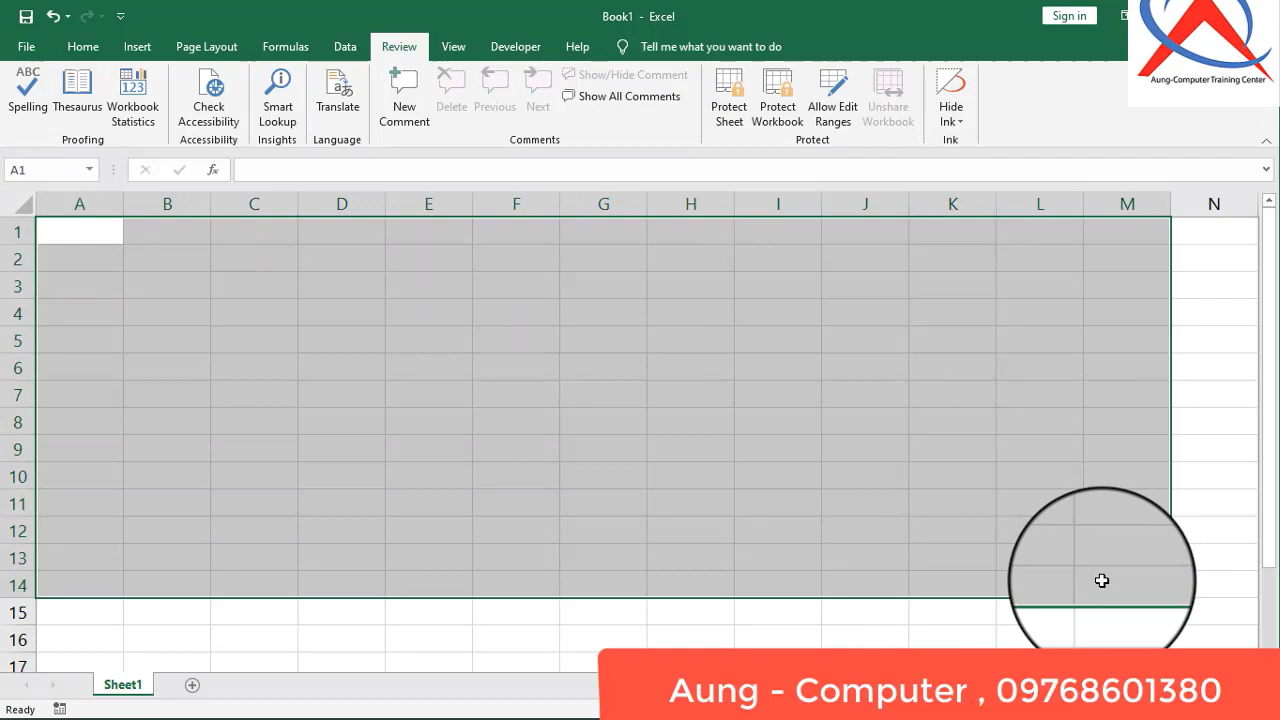 Book1 - Excel
Sign in
File Home Insert Page Layout Formulas Data Review View Developer Help Tell me what you want to do
Aung-Computer Training Center
ABC
Spelling
Thesaurus
123
Workbook Statistics
Check Accessibility
Smart Lookup
Translate
New Comment
Delete
Previous
Next
Show/Hide Comment
Show All Comments
Protect Sheet
Protect Workbook
Allow Edit Ranges
Unshare Workbook
Hide Ink
Proofing Accessibility Insights Language Comments Protect Ink
A1 fx
A B C D E F G H I J K L M N
1
2
3
4
5
6
7
8
9
10
11
12
13
14
15
16
17
Sheet1
Ready
Aung - Computer , 09768601380